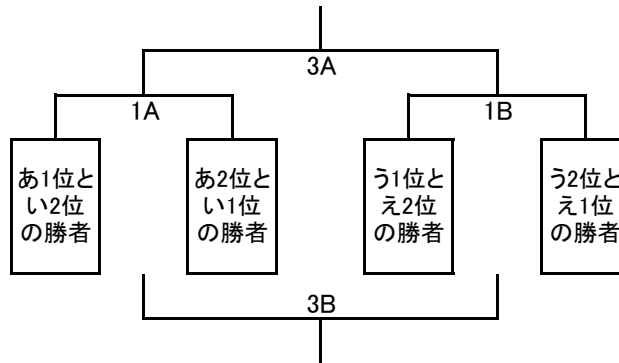 3A
1A
1B
あ1位と
い2位
の勝者
あ2位と
い1位
の勝者
う1位と
え2位
の勝者
う2位と
え1位
の勝者
3B